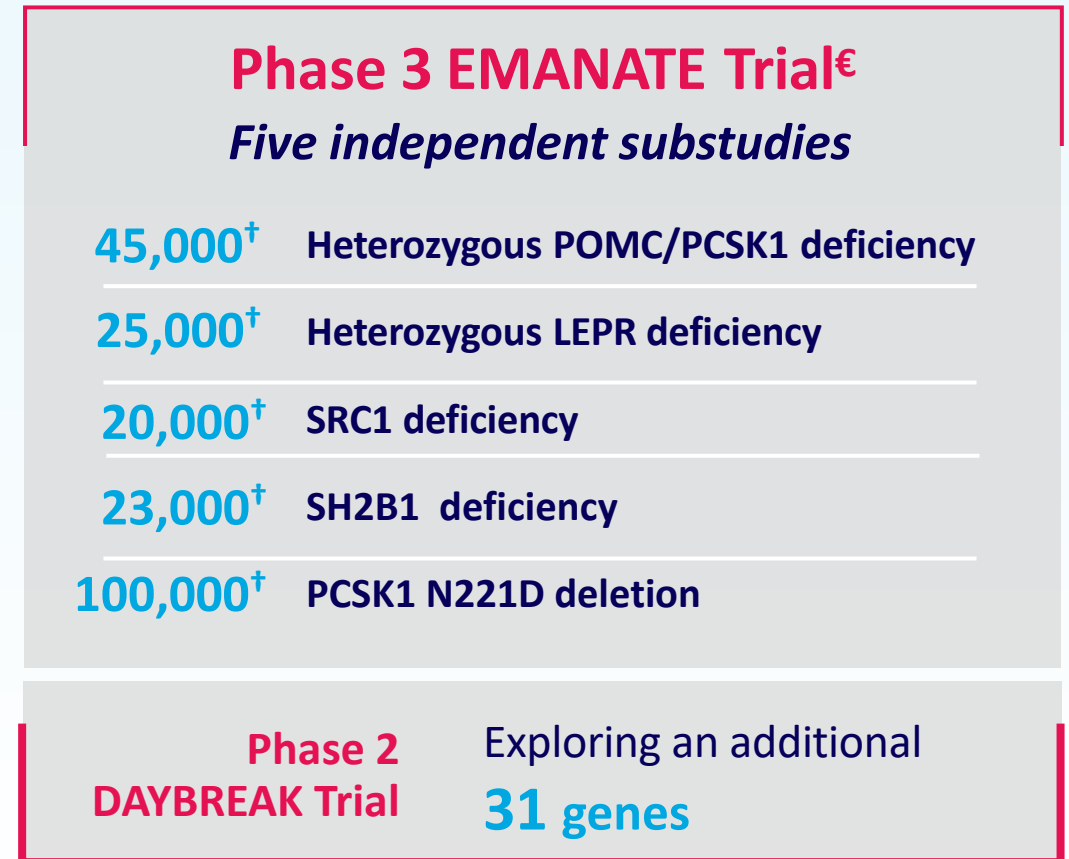 Phase 3 EMANATE Trial€
Five independent substudies
45,000† Heterozygous POMC/PCSK1 deficiency
25,000† Heterozygous LEPR deficiency
20,000† SRC1 deficiency
23,000† SH2B1 deficiency
100,000† PCSK1 N221D deletion
Phase 2
DAYBREAK Trial
Exploring an additional
31 genes